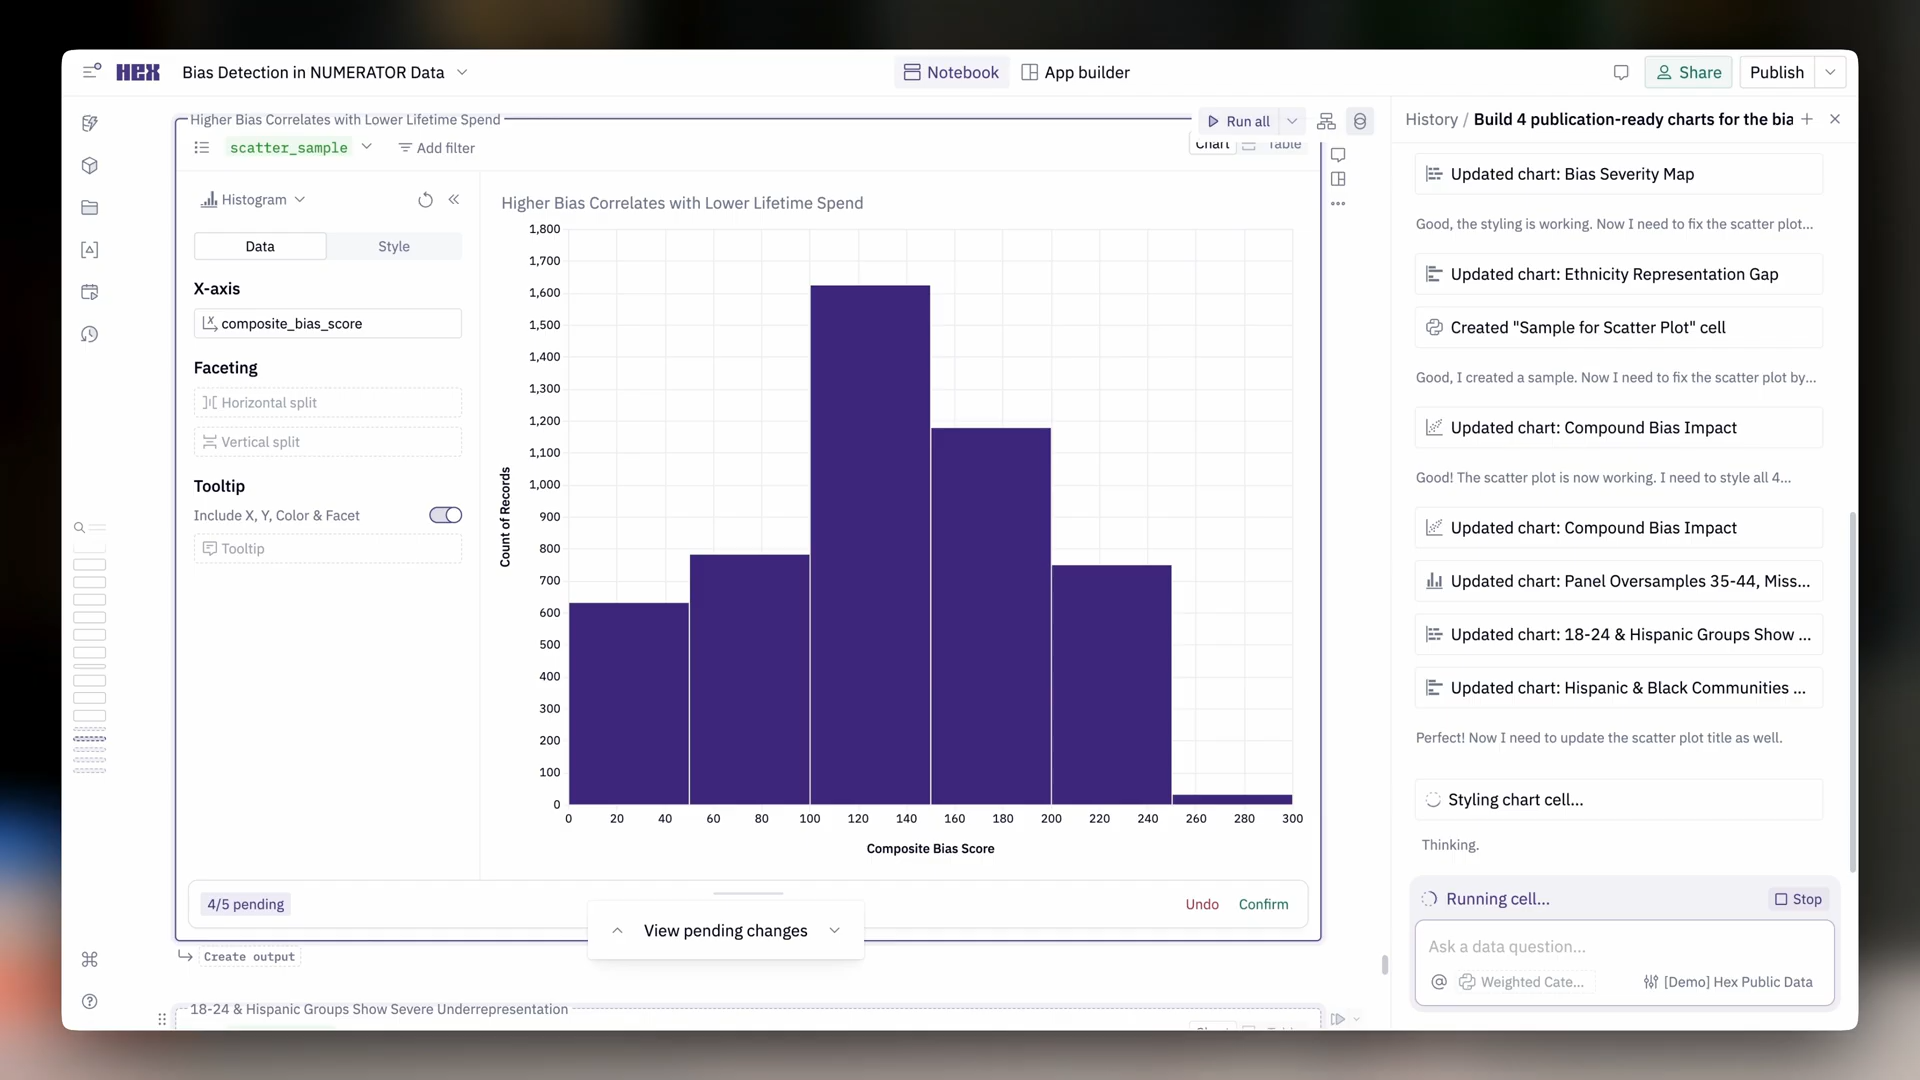 HEX
Bias Detection in NUMERATOR Data
Notebook
App builder
Share
Publish
Higher Bias Correlates with Lower Lifetime Spend
Run all
scatter_sample
Add filter
Chart
Table
Histogram
Data
Style
X-axis
composite_bias_score
Faceting
Horizontal split
Vertical split
Tooltip
Include X, Y, Color & Facet
Tooltip
Higher Bias Correlates with Lower Lifetime Spend
1,800
1,700
1,600
1,500
1,400
1,300
1,200
1,100
1,000
900
800
700
600
500
400
300
200
100
0
Count of Records
0 20 40 60 80 100 120 140 160 180 200 220 240 260 280 300
Composite Bias Score
4/5 pending
Undo
Confirm
View pending changes
Create output
18-24 & Hispanic Groups Show Severe Underrepresentation
History / Build 4 publication-ready charts for the bia
Updated chart: Bias Severity Map
Good, the styling is working. Now I need to fix the scatter plot...
Updated chart: Ethnicity Representation Gap
Created "Sample for Scatter Plot" cell
Good, I created a sample. Now I need to fix the scatter plot by...
Updated chart: Compound Bias Impact
Good! The scatter plot is now working. I need to style all 4...
Updated chart: Compound Bias Impact
Updated chart: Panel Oversamples 35-44, Miss...
Updated chart: 18-24 & Hispanic Groups Show ...
Updated chart: Hispanic & Black Communities ...
Perfect! Now I need to update the scatter plot title as well.
Styling chart cell...
Thinking.
Running cell...
Stop
Ask a data question...
@
Weighted Cate...
[Demo] Hex Public Data